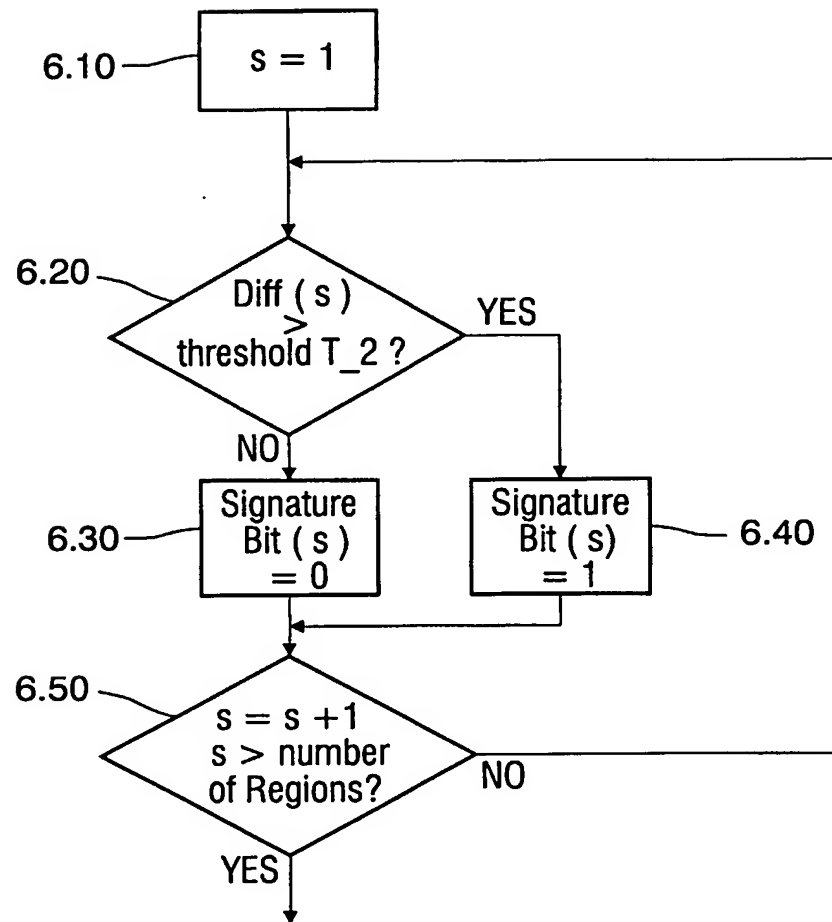 6.10
s = 1
6.20
Diff ( s )
>
threshold T_2 ?
YES
NO
6.30
Signature
Bit ( s )
= 0
Signature
Bit ( s)
= 1
6.40
6.50
s = s +1
s > number
of Regions?
NO
YES